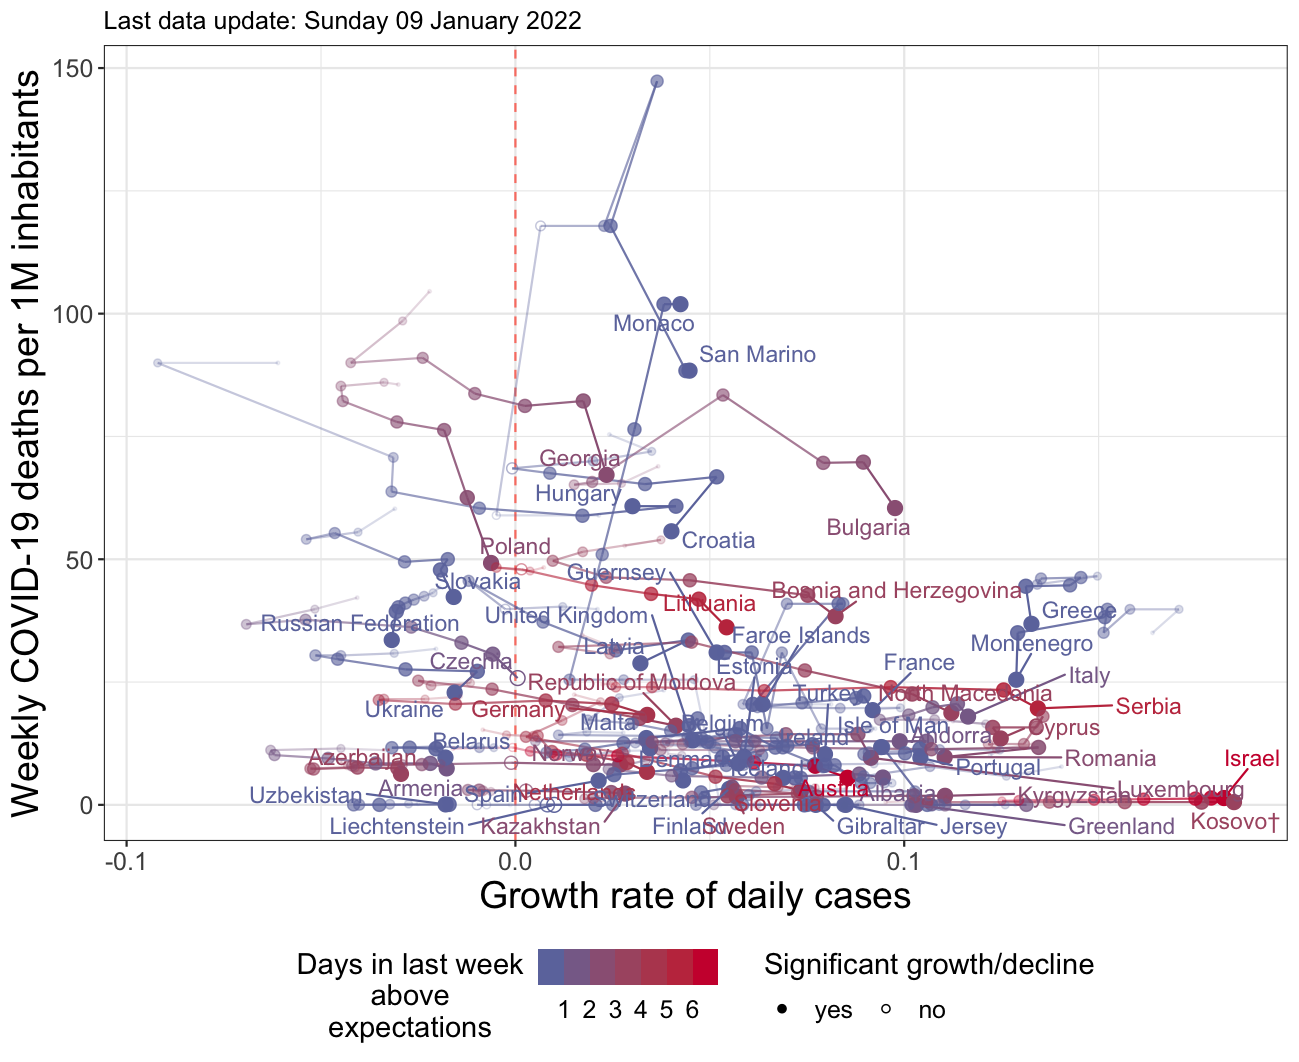 Last data update: Sunday 09 January 2022
Weekly COVID-19 deaths per 1M inhabitants
150
100
50
0
Monaco
San Marino
Georgia
Hungary
Bulgaria
Croatia
Poland
Slovakia
Guernsey
Bosnia and Herzegovina
Lithuania
United Kingdom
Russian Federation
Greece
Faroe Islands
Montenegro
Latvia
Estonia
Czechia
France
Italy
Republic of Moldova
Turkey
North Macedonia
Ukraine
Germany
Serbia
Malta
Belgium
Isle of Man
Cyprus
Belarus
Andorra
Ireland
Azerbaijan
Norway
Denmark
Romania
Israel
Iceland
Portugal
Armenia
Austria
Luxembourg
Uzbekistan
Spain
Netherlands
Switzerland
Slovenia
Albania
Kyrgyzstan
Kosovo†
Liechtenstein
Kazakhstan
Finland
Sweden
Gibraltar
Jersey
Greenland
-0.1
0.0
0.1
Growth rate of daily cases
Days in last week
above
expectations
1 2 3 4 5 6
Significant growth/decline
yes
no